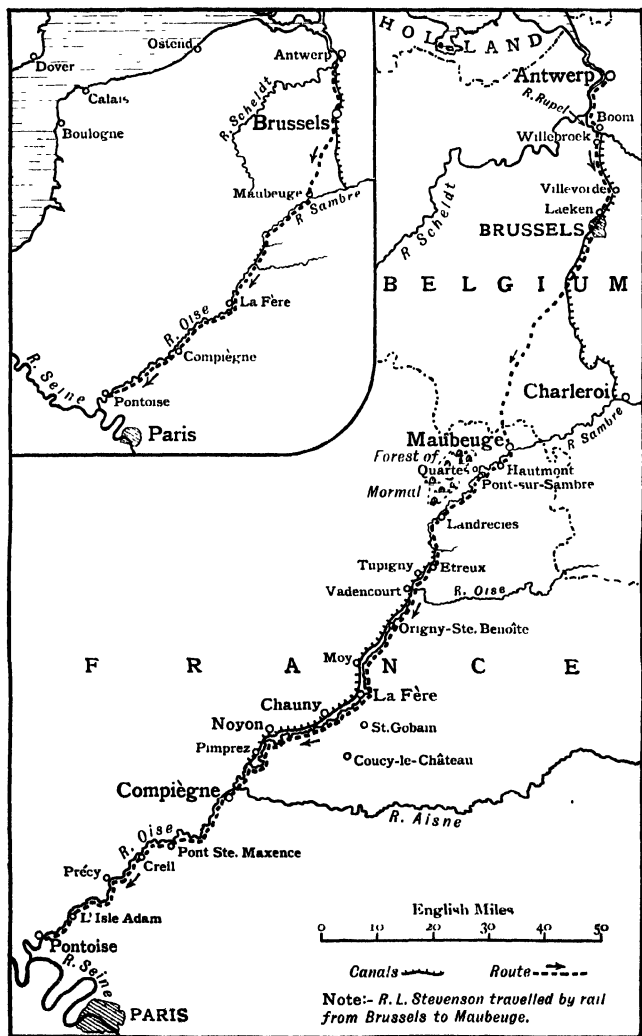 Dover
Ostend
Antwerp
Calais
Boulogne
R. Scheldt
Brussels
Maubeuge
R. Sambre
La Fère
R. Oise
Compiègne
R. Seine
Pontoise
Paris
HOLLAND
Antwerp
R. Rupel
Boom
Willebroek
Villevorde
Laeken
BRUSSELS
R. Scheldt
BELGIUM
Charleroi
Maubeuge
R. Sambre
Forest of
Mormal
Quartes
Hautmont
Pont-sur-Sambre
Landrecies
Tupigny
Etreux
Vadencourt
R. Oise
Origny-Ste. Benoîte
Moy
FRANCE
La Fère
Chauny
St. Gobain
Noyon
Pimprez
Coucy-le-Château
Compiègne
R. Aisne
R. Oise
Pont Ste. Maxence
Creil
Précy
L'Isle Adam
Pontoise
R. Seine
PARIS
English Miles
0 10 20 30 40 50
Canals Route
Note:- R.L. Stevenson travelled by rail
from Brussels to Maubeuge.